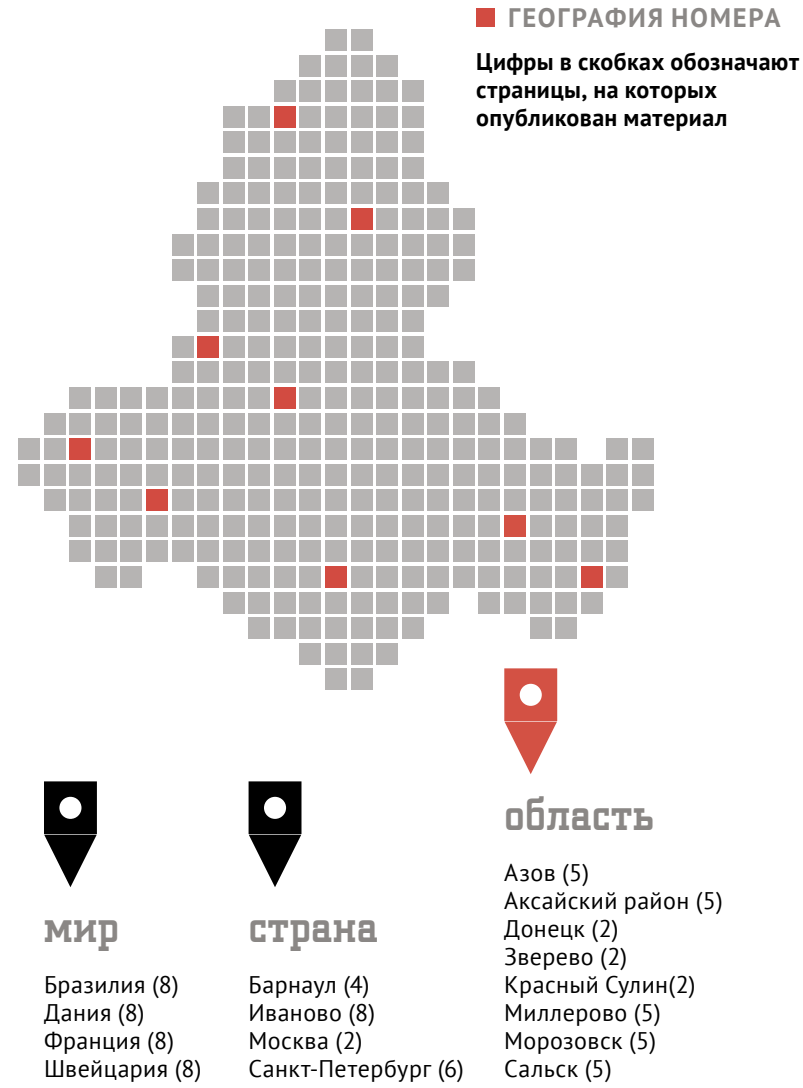 ГЕОГРАФИЯ НОМЕРА
Цифры в скобках обозначают
страницы, на которых
опубликован материал
мир
Бразилия (8)
Дания (8)
Франция (8)
Швейцария (8)
страна
Барнаул (4)
Иваново (8)
Москва (2)
Санкт-Петербург (6)
область
Азов (5)
Аксайский район (5)
Донецк (2)
Зверево (2)
Красный Сулин(2)
Миллерово (5)
Морозовск (5)
Сальск (5)